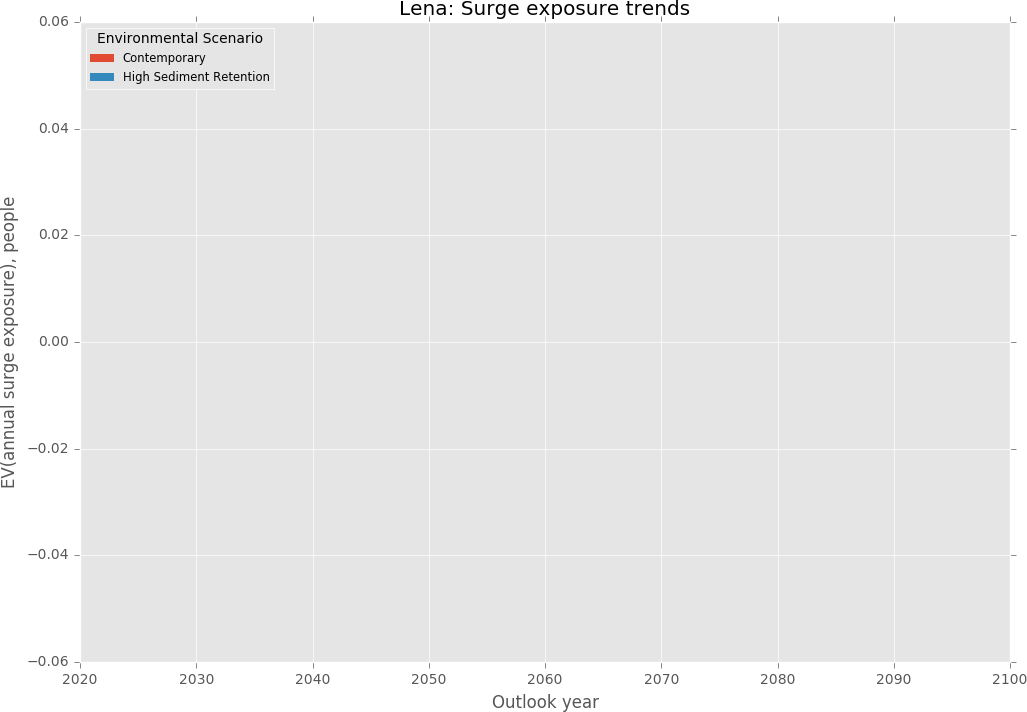 Lena: Surge exposure trends
Environmental Scenario
Contemporary
High Sediment Retention
EV(annual surge exposure), people
0.06
0.04
0.02
0.00
−0.02
−0.04
−0.06
2020 2030 2040 2050 2060 2070 2080 2090 2100
Outlook year